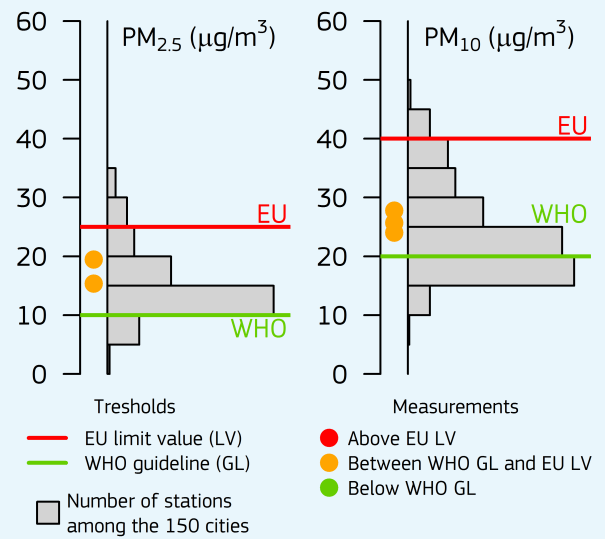 PM2.5 (μg/m³)
60
50
40
30
20
10
0
EU
WHO
PM10 (μg/m³)
60
50
40
30
20
10
0
EU
WHO
Tresholds
EU limit value (LV)
WHO guideline (GL)
Number of stations
among the 150 cities
Measurements
Above EU LV
Between WHO GL and EU LV
Below WHO GL